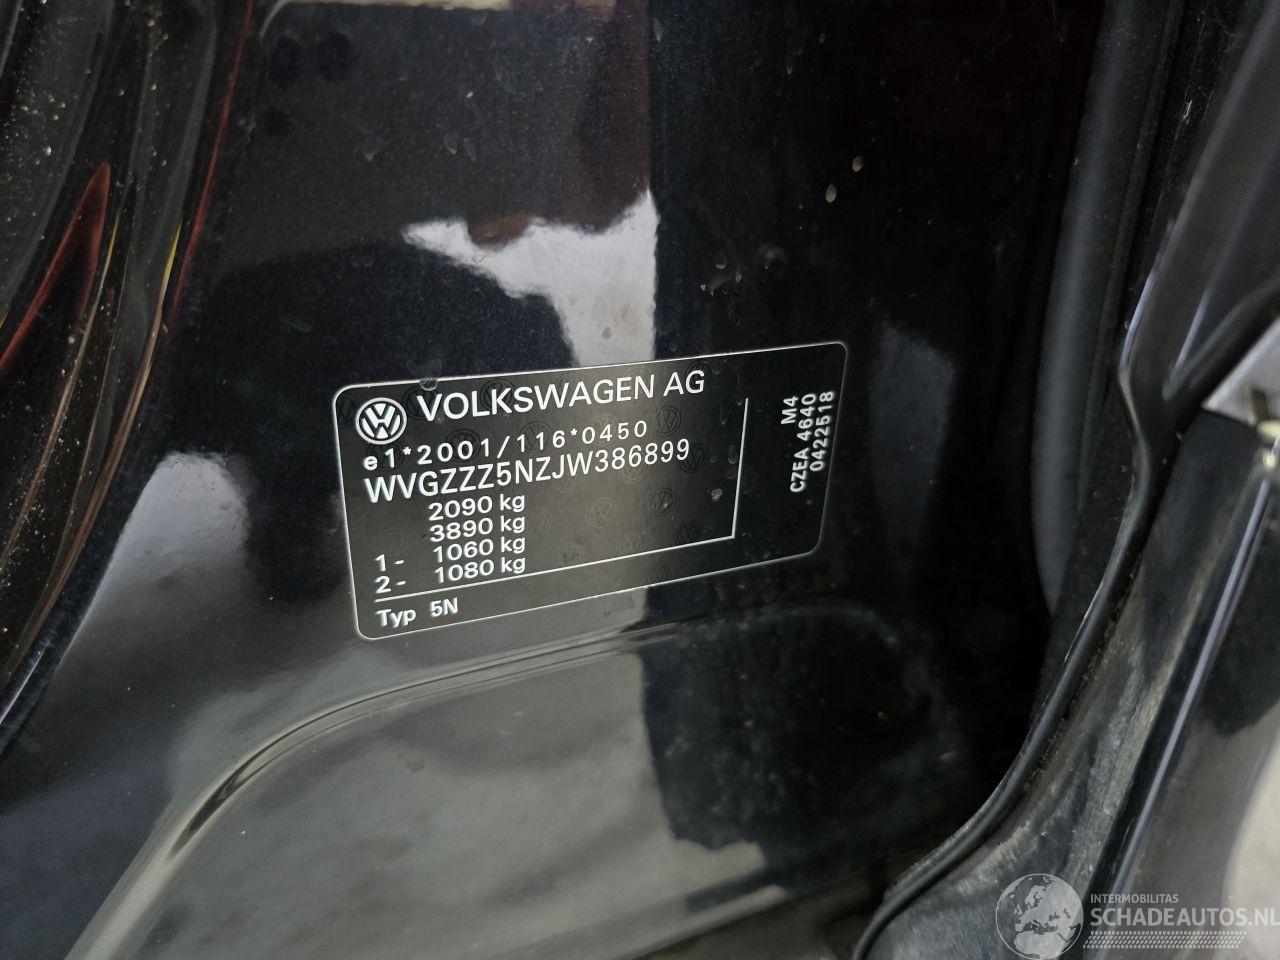 VOLKSWAGEN AG
e1*2001/116*0450
WVGZZZ5NZJW386899
2090 kg
3890 kg
1- 1060 kg
2- 1080 kg
Typ 5N
M4
CZEA 4640
0422518
INTERMOBILITAS
SCHADEAUTOS.NL